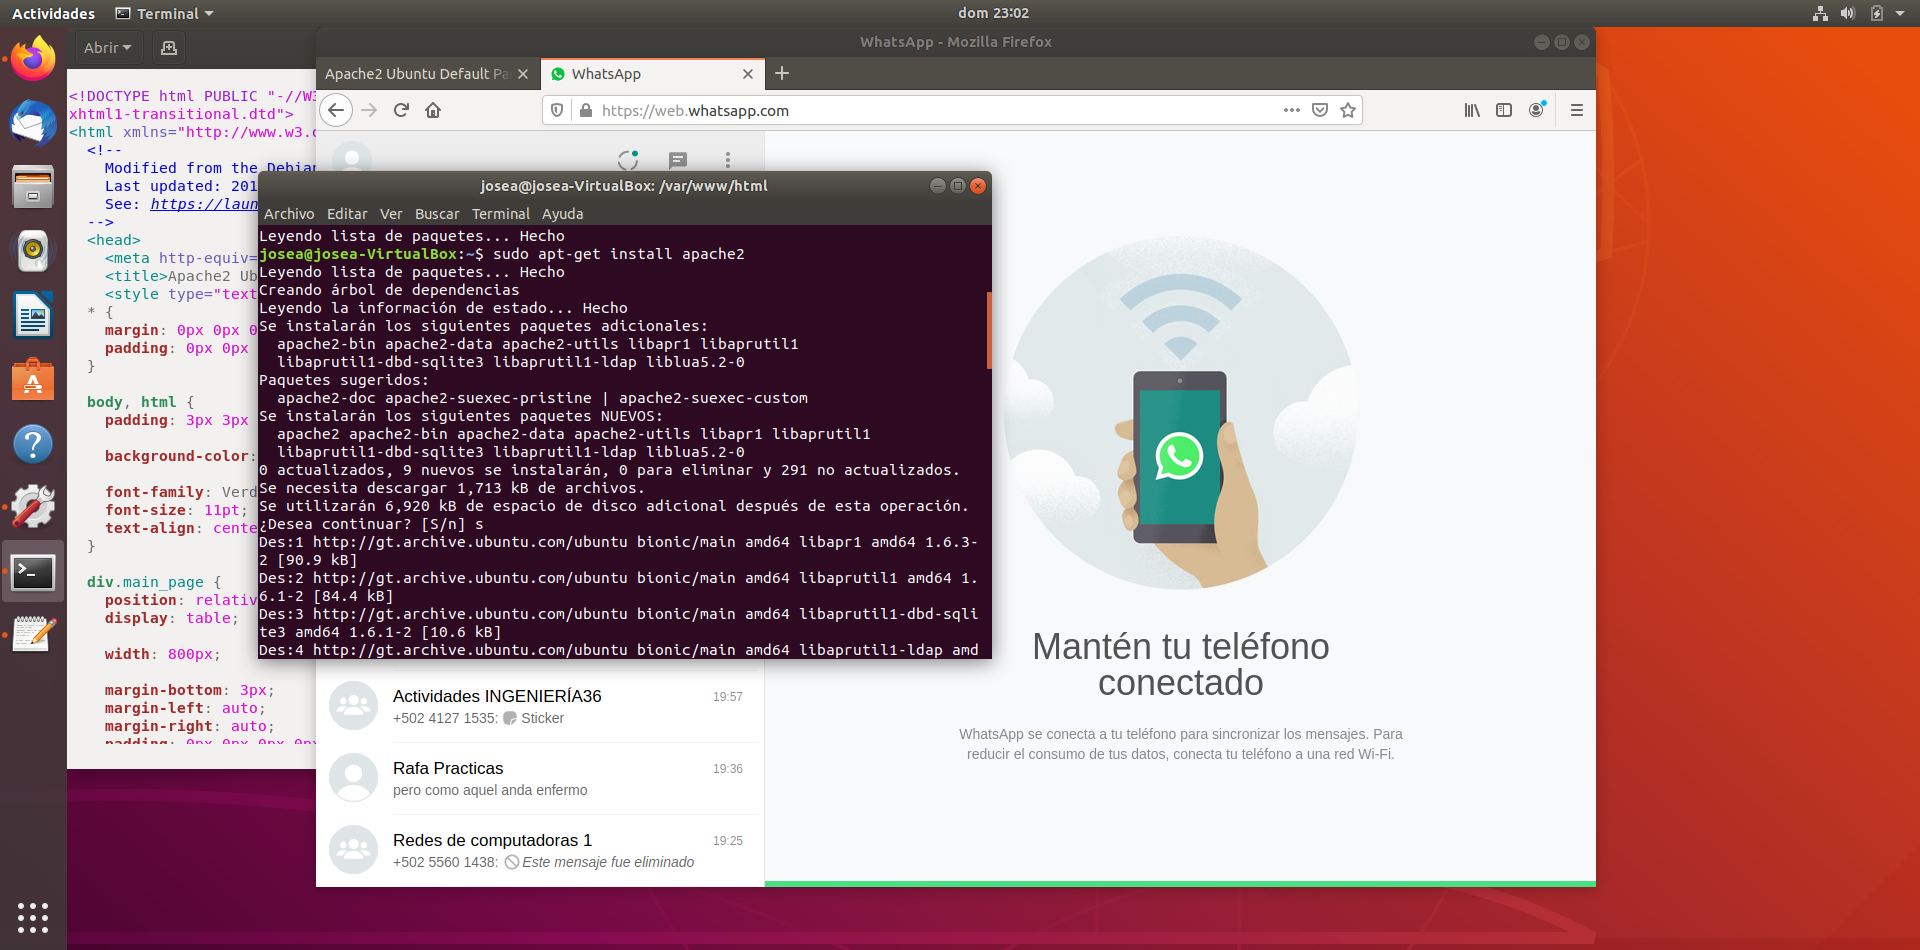 Actividades
Terminal
dom 23:02
Abrir
WhatsApp - Mozilla Firefox
Apache2 Ubuntu Default Pa
WhatsApp
https://web.whatsapp.com
<!DOCTYPE html PUBLIC "-//W3
xhtml1-transitional.dtd">
<html xmlns="http://www.w3.o
<!--
Modified from the Debian
Last updated: 201
See: https://laun
-->
<head>
<meta http-equiv=
<title>Apache2 Ub
<style type="text
* {
margin: 0px 0px 0
padding: 0px 0px
}
body, html {
padding: 3px 3px
background-color:
font-family: Verd
font-size: 11pt;
text-align: cente
}
div.main_page {
position: relativ
display: table;
width: 800px;
margin-bottom: 3px;
margin-left: auto;
margin-right: auto;
padding: 0px 0px 0px 0px
josea@josea-VirtualBox: /var/www/html
Archivo Editar Ver Buscar Terminal Ayuda
Leyendo lista de paquetes... Hecho
josea@josea-VirtualBox:~$ sudo apt-get install apache2
Leyendo lista de paquetes... Hecho
Creando árbol de dependencias
Leyendo la información de estado... Hecho
Se instalarán los siguientes paquetes adicionales:
apache2-bin apache2-data apache2-utils libapr1 libaprutil1
libaprutil1-dbd-sqlite3 libaprutil1-ldap liblua5.2-0
Paquetes sugeridos:
apache2-doc apache2-suexec-pristine | apache2-suexec-custom
Se instalarán los siguientes paquetes NUEVOS:
apache2 apache2-bin apache2-data apache2-utils libapr1 libaprutil1
libaprutil1-dbd-sqlite3 libaprutil1-ldap liblua5.2-0
0 actualizados, 9 nuevos se instalarán, 0 para eliminar y 291 no actualizados.
Se necesita descargar 1,713 kB de archivos.
Se utilizarán 6,920 kB de espacio de disco adicional después de esta operación.
¿Desea continuar? [S/n] s
Des:1 http://gt.archive.ubuntu.com/ubuntu bionic/main amd64 libapr1 amd64 1.6.3-
2 [90.9 kB]
Des:2 http://gt.archive.ubuntu.com/ubuntu bionic/main amd64 libaprutil1 amd64 1.
6.1-2 [84.4 kB]
Des:3 http://gt.archive.ubuntu.com/ubuntu bionic/main amd64 libaprutil1-dbd-sqli
te3 amd64 1.6.1-2 [10.6 kB]
Des:4 http://gt.archive.ubuntu.com/ubuntu bionic/main amd64 libaprutil1-ldap amd
Actividades INGENIERÍA36
19:57
+502 4127 1535: Sticker
Rafa Practicas
19:36
pero como aquel anda enfermo
Redes de computadoras 1
19:25
+502 5560 1438: Este mensaje fue eliminado
Mantén tu teléfono
conectado
WhatsApp se conecta a tu teléfono para sincronizar los mensajes. Para
reducir el consumo de tus datos, conecta tu teléfono a una red Wi-Fi.